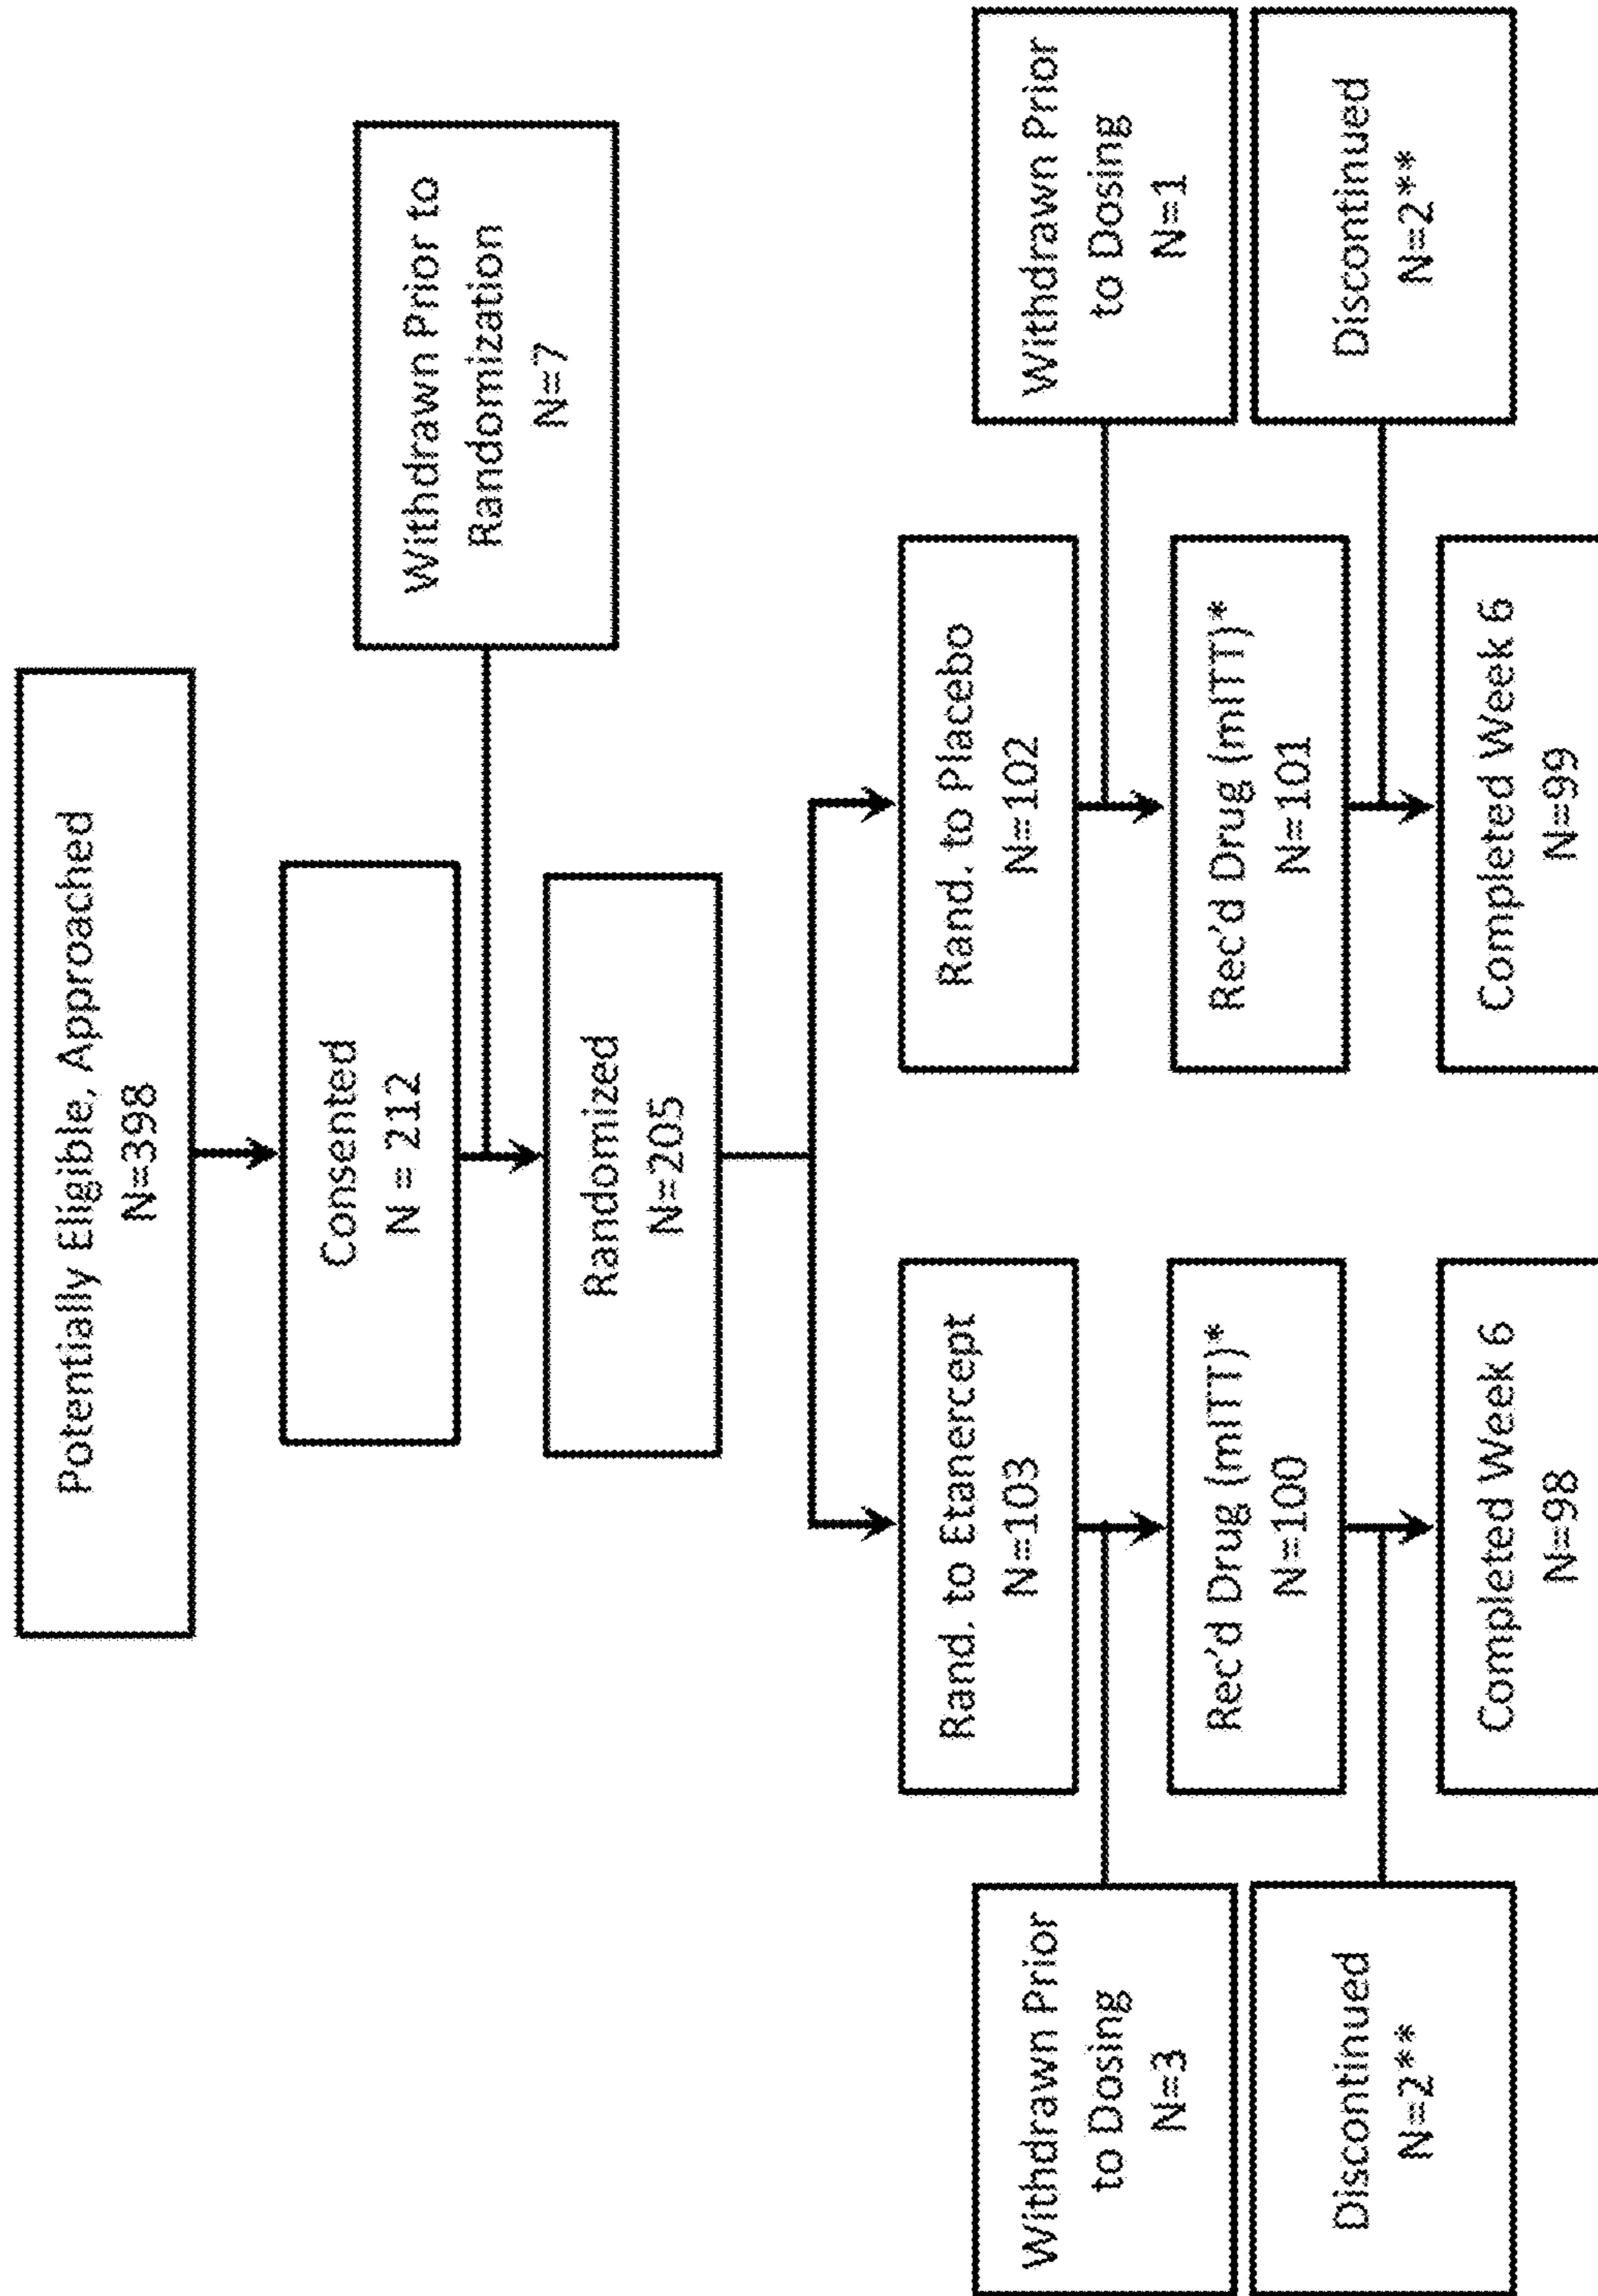 Potentially Eligible, Approached
N=398
Consented
N = 212
Withdrawn Prior to
Randomization
N=7
Randomized
N=205
Rand. to Etanercept
N=103
Rand. to Placebo
N=102
Withdrawn Prior
to Dosing
N=3
Withdrawn Prior
to Dosing
N=1
Rec'd Drug (mITT)*
N=100
Rec'd Drug (mITT)*
N=101
Discontinued
N=2**
Discontinued
N=2**
Completed Week 6
N=98
Completed Week 6
N=99